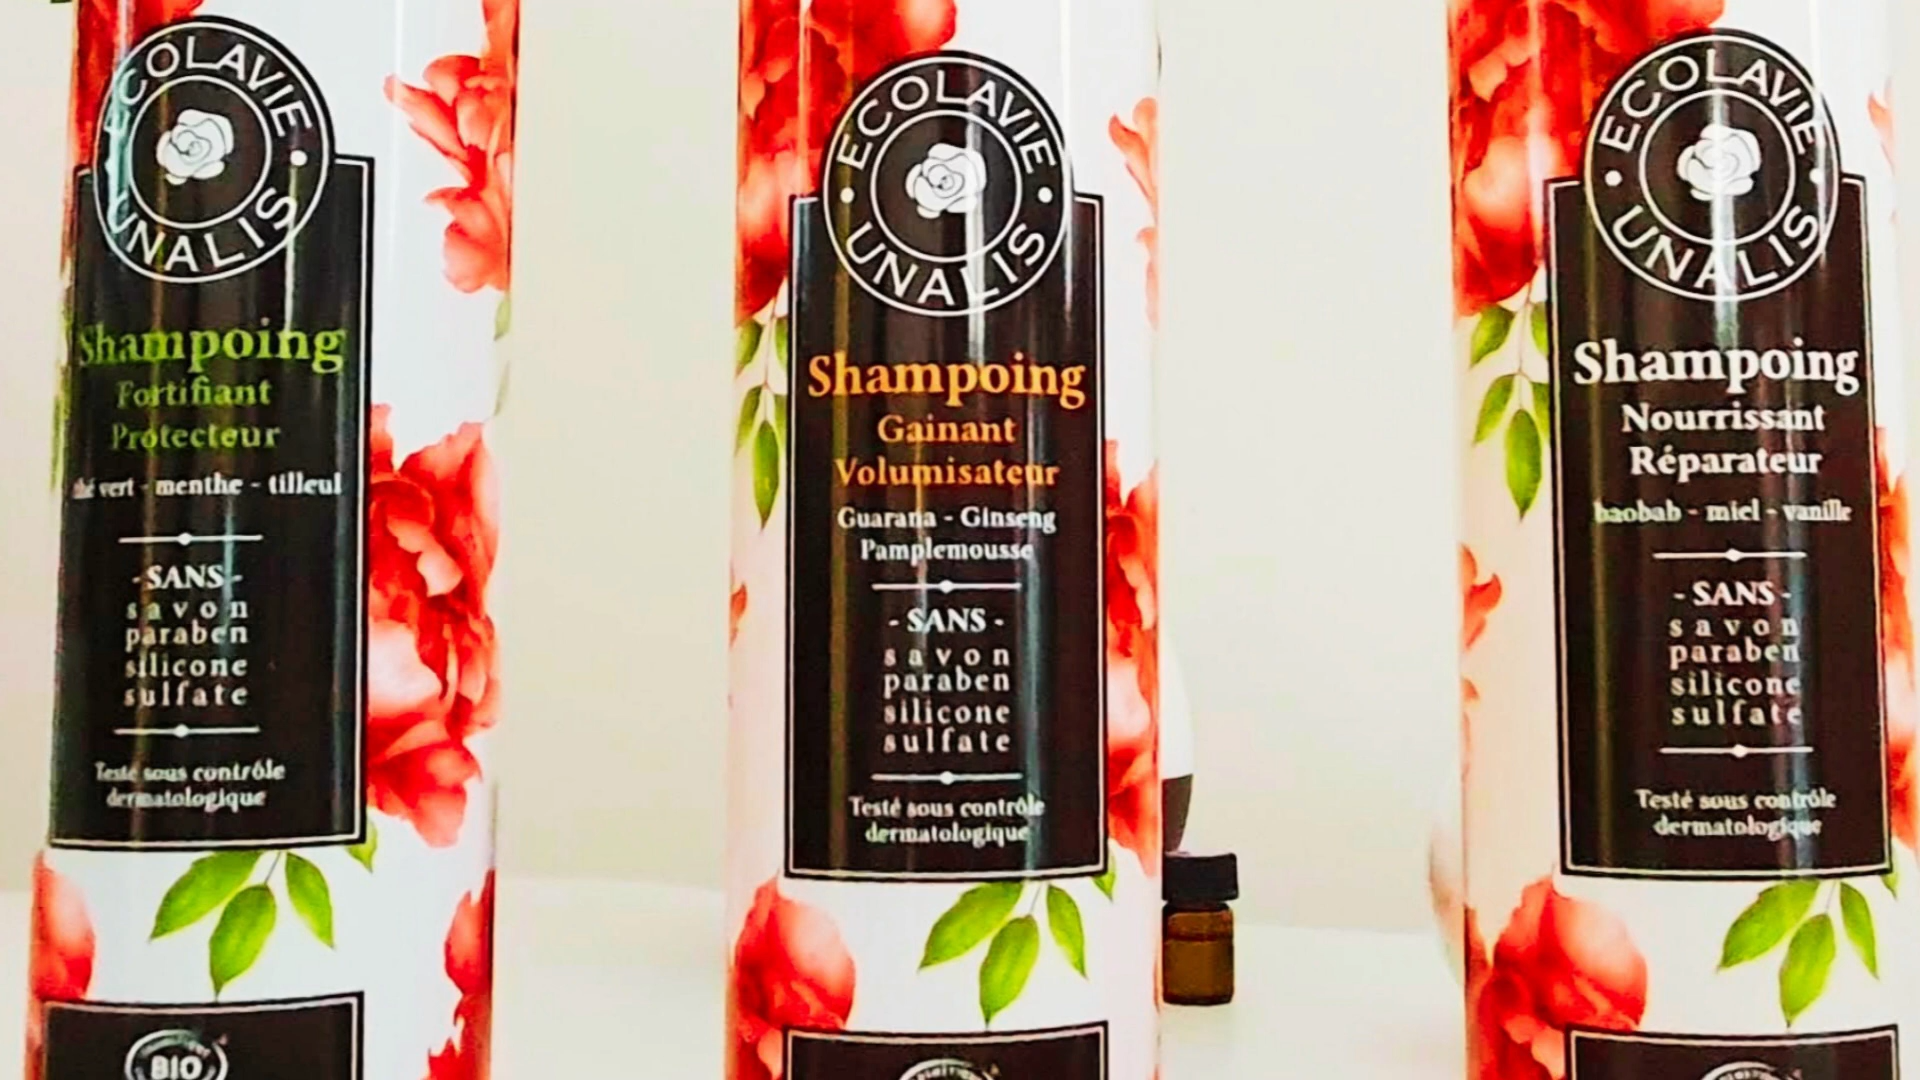 ECOLAVIE
UNALIS
Shampoing
Fortifiant
Protecteur
thé vert - menthe - tilleul
- SANS -
savon
paraben
silicone
sulfate
Testé sous contrôle
dermatologique
BIO
ECOLAVIE
UNALIS
Shampoing
Gainant
Volumisateur
Guarana - Ginseng
Pamplemousse
- SANS -
savon
paraben
silicone
sulfate
Testé sous contrôle
dermatologique
ECOLAVIE
UNALIS
Shampoing
Nourrissant
Réparateur
baobab - miel - vanille
- SANS -
savon
paraben
silicone
sulfate
Testé sous contrôle
dermatologique